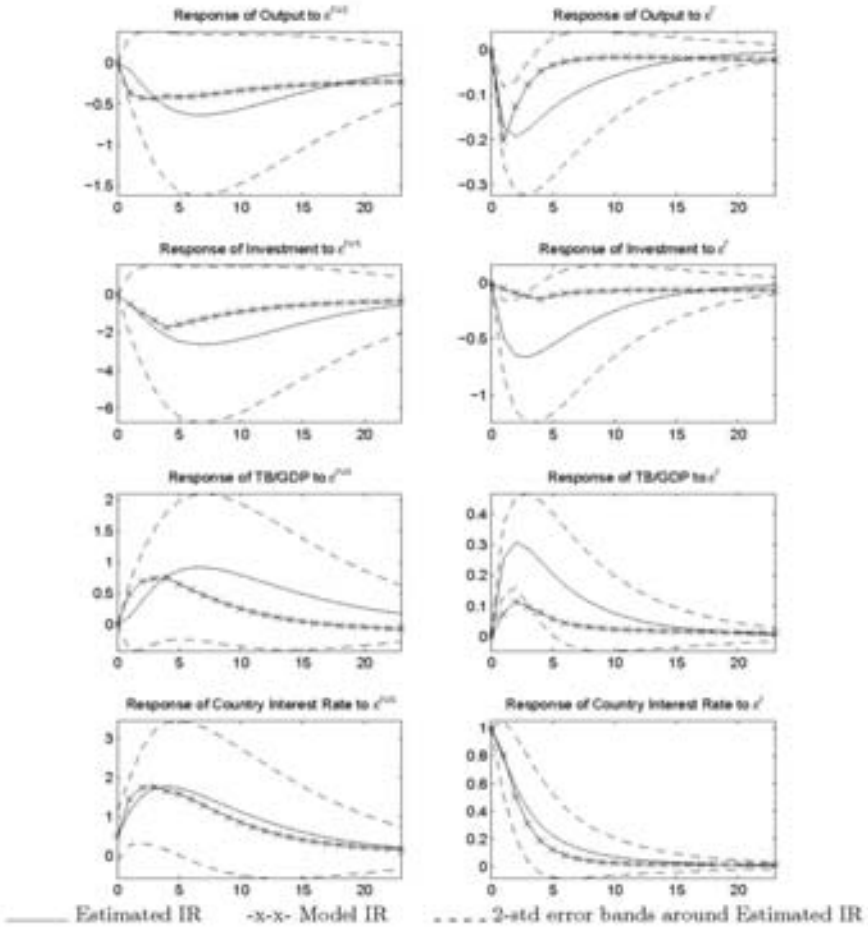 Response of Output to ε^rus
0
−0.5
−1
−1.5
0 5 10 15 20
Response of Output to ε^r
0
−0.1
−0.2
−0.3
0 5 10 15 20
Response of Investment to ε^rus
0
−2
−4
−6
0 5 10 15 20
Response of Investment to ε^r
0
−0.5
−1
0 5 10 15 20
Response of TB/GDP to ε^rus
2
1.5
1
0.5
0
0 5 10 15 20
Response of TB/GDP to ε^r
0.4
0.3
0.2
0.1
0
0 5 10 15 20
Response of Country Interest Rate to ε^rus
3
2
1
0
0 5 10 15 20
Response of Country Interest Rate to ε^r
1
0.8
0.6
0.4
0.2
0
0 5 10 15 20
Estimated IR -x-x- Model IR 2-std error bands around Estimated IR